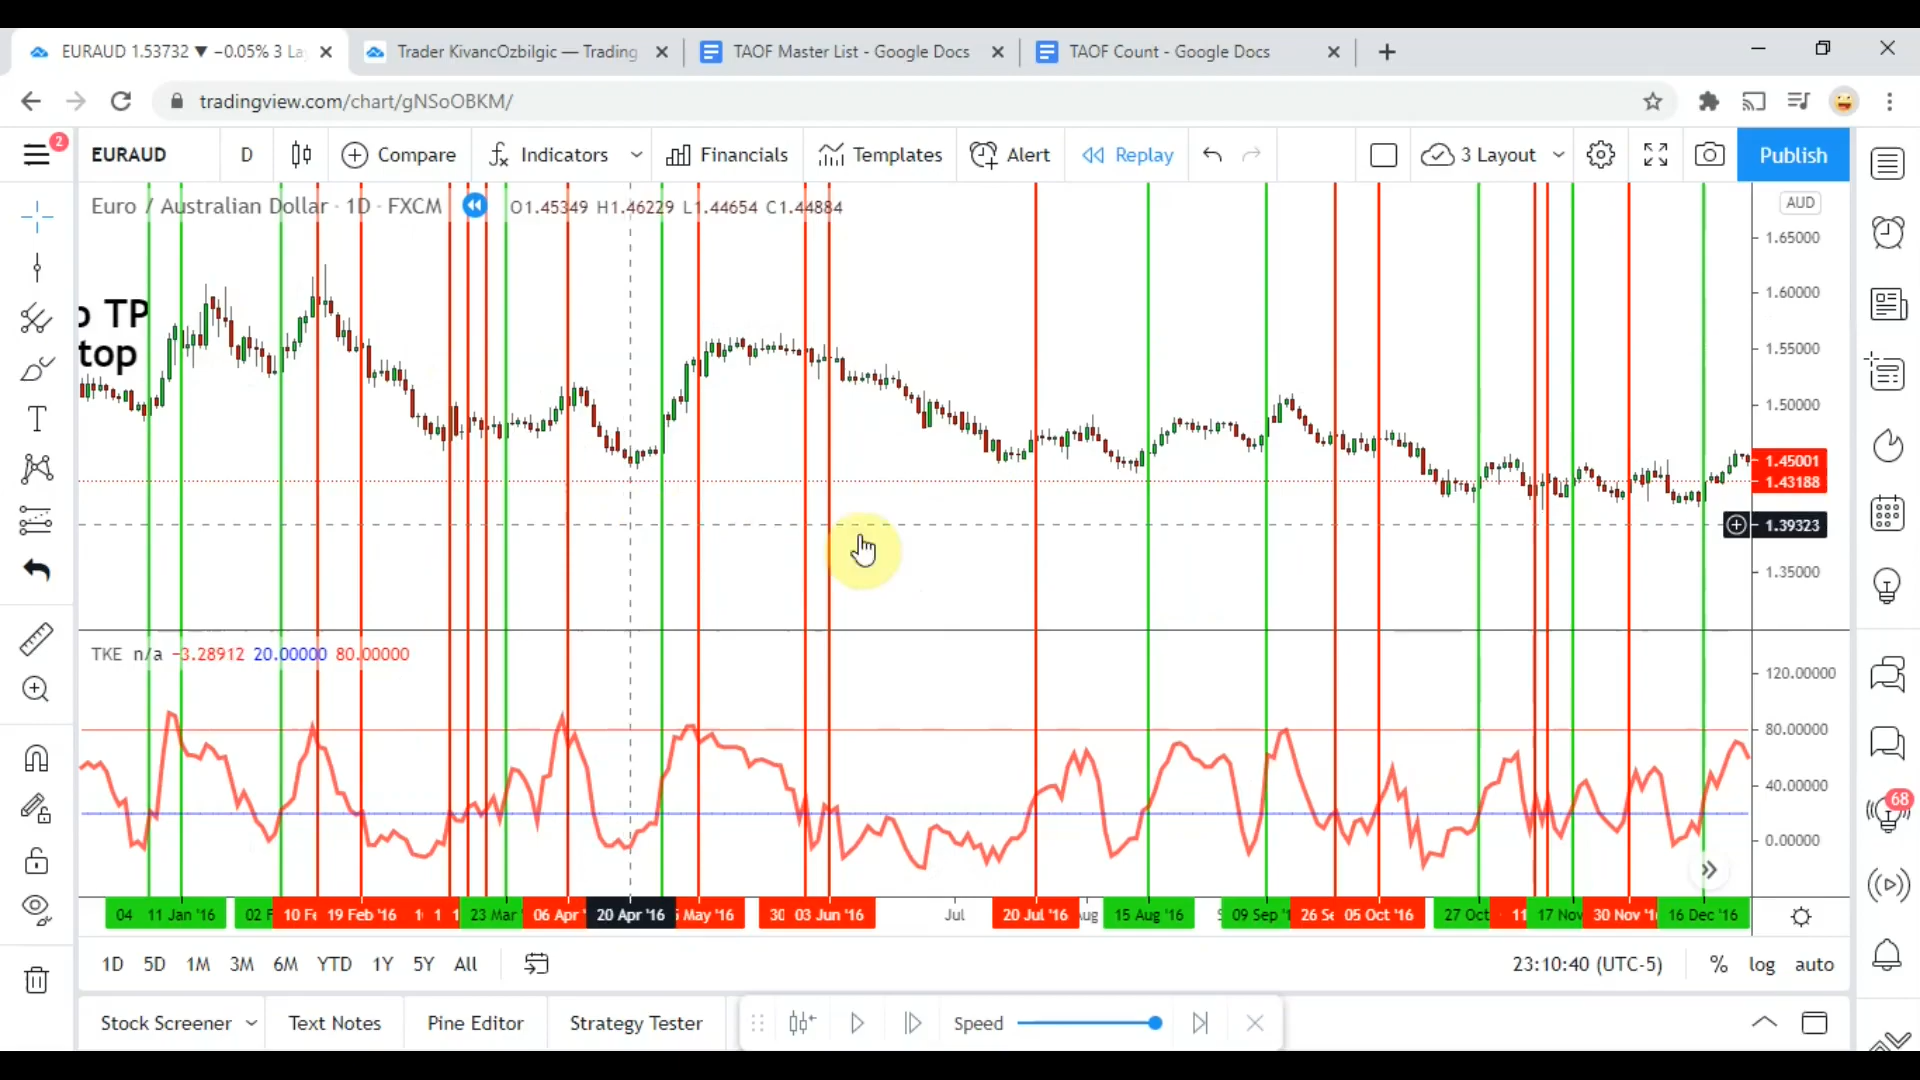 EURAUD 1.53732 ▼ −0.05% 3 La
Trader KivancOzbilgic — Trading
TAOF Master List - Google Docs
TAOF Count - Google Docs
tradingview.com/chart/gNSoOBKM/
2
EURAUD
D
Compare
Indicators
Financials
Templates
Alert
Replay
3 Layout
Publish
Euro / Australian Dollar · 1D · FXCM
O1.45349 H1.46229 L1.44654 C1.44884
AUD
1.65000
1.60000
TP
top
1.55000
1.50000
1.45001
1.43188
1.39323
1.35000
TKE n/a −3.28912 20.00000 80.00000
120.00000
80.00000
40.00000
0.00000
68
04 11 Jan '16 02 F 10 Fe 19 Feb '16 1 1 23 Mar 06 Apr 20 Apr '16 May '16 30 03 Jun '16 Jul 20 Jul '16 Aug 15 Aug '16 09 Sep '1 26 Se 05 Oct '16 27 Oct 11 17 Nov 30 Nov '1 16 Dec '16
1D 5D 1M 3M 6M YTD 1Y 5Y All
23:10:40 (UTC-5)
% log auto
Stock Screener
Text Notes
Pine Editor
Strategy Tester
Speed